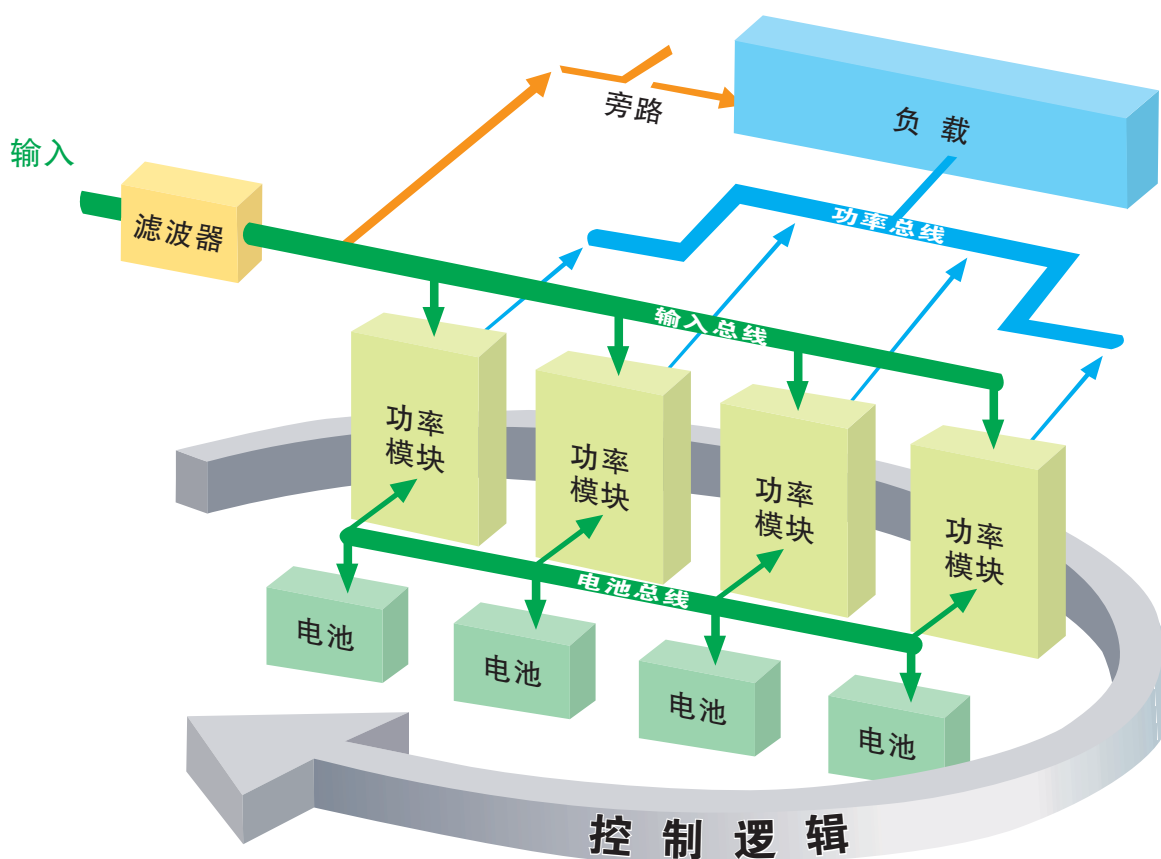 旁路
负载
输入
滤波器
功率总线
输入总线
功率
模块
功率
模块
功率
模块
功率
模块
电池总线
电池
电池
电池
电池
控制逻辑